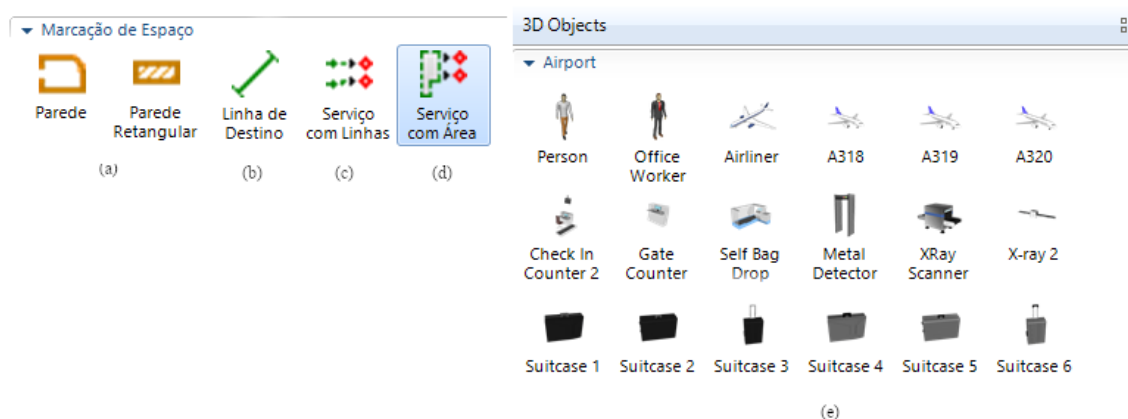 Marcação de Espaço
Parede
Parede
Retangular
Linha de
Destino
Serviço
com Linhas
Serviço
com Área
(a)
(b)
(c)
(d)
3D Objects
Airport
Person
Office
Worker
Airliner
A318
A319
A320
Check In
Counter 2
Gate
Counter
Self Bag
Drop
Metal
Detector
XRay
Scanner
X-ray 2
Suitcase 1
Suitcase 2
Suitcase 3
Suitcase 4
Suitcase 5
Suitcase 6
(e)